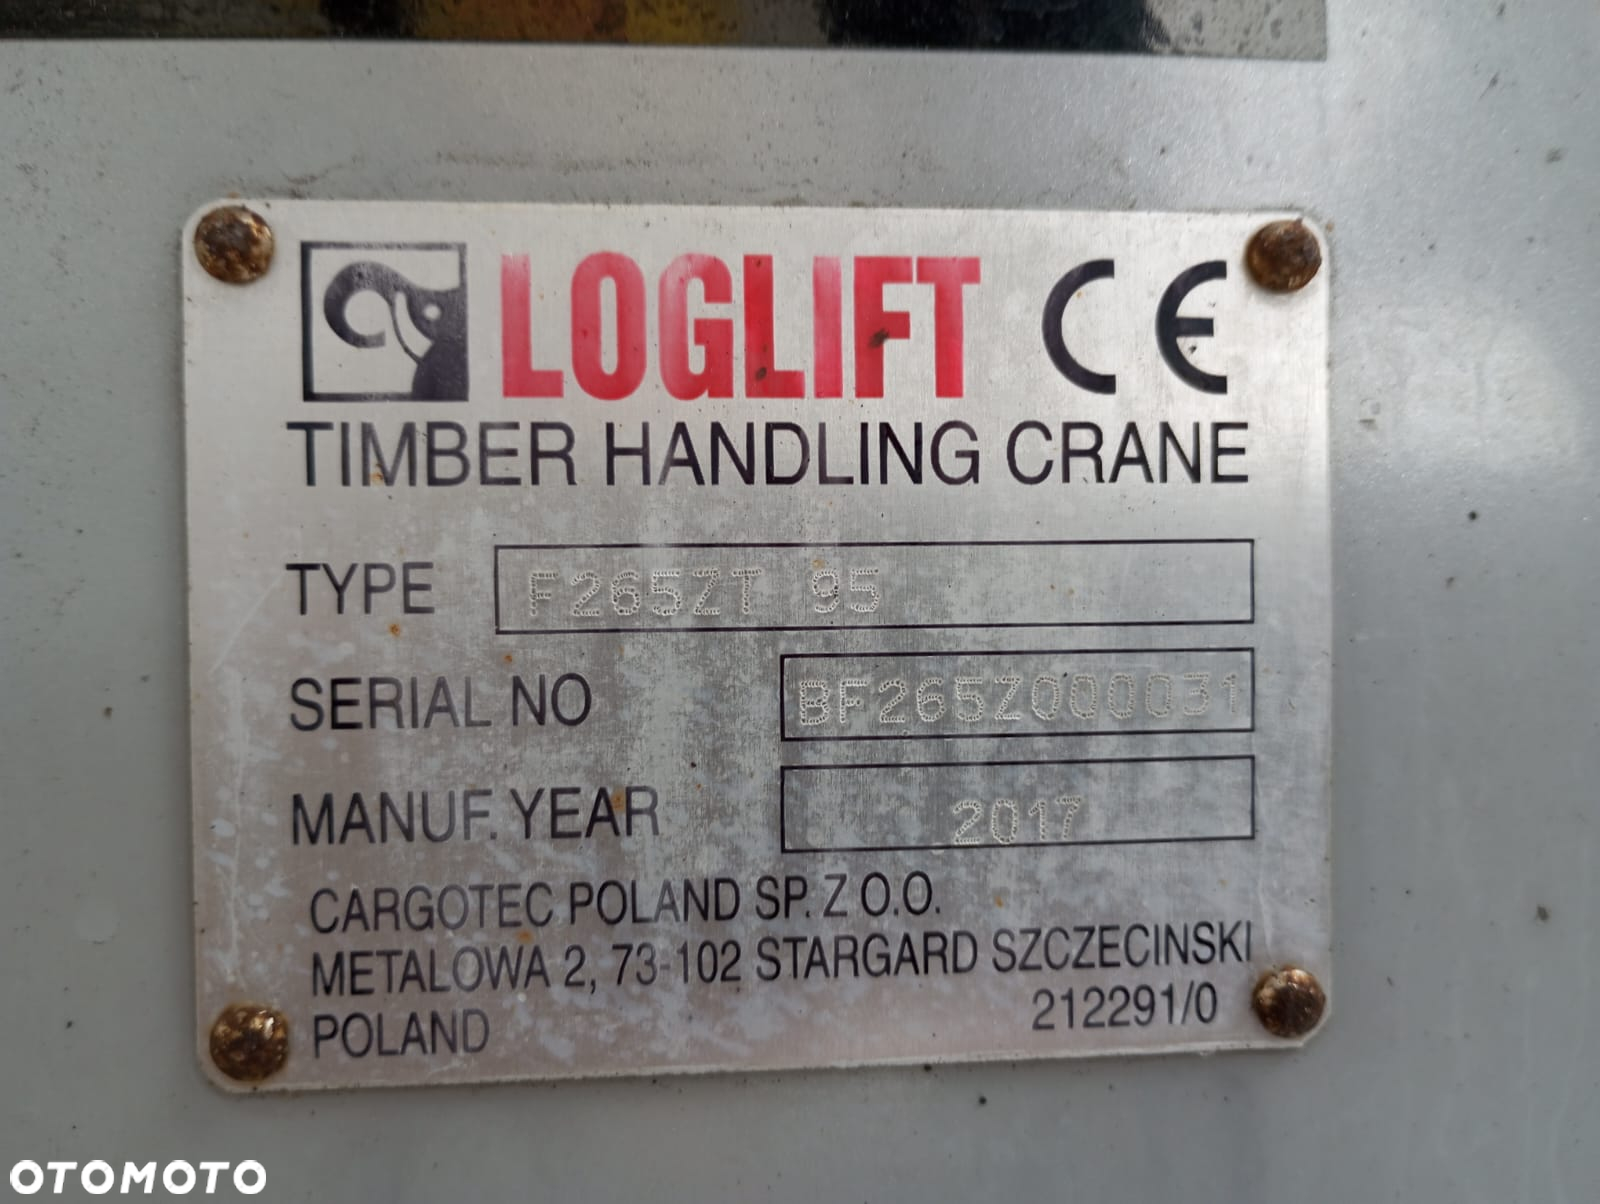 LOGLIFT CE
TIMBER HANDLING CRANE
TYPE F265ZT 95
SERIAL NO BF265Z000031
MANUF. YEAR 2017
CARGOTEC POLAND SP. Z O.O.
METALOWA 2, 73-102 STARGARD SZCZECINSKI
POLAND 212291/0
OTOMOTO